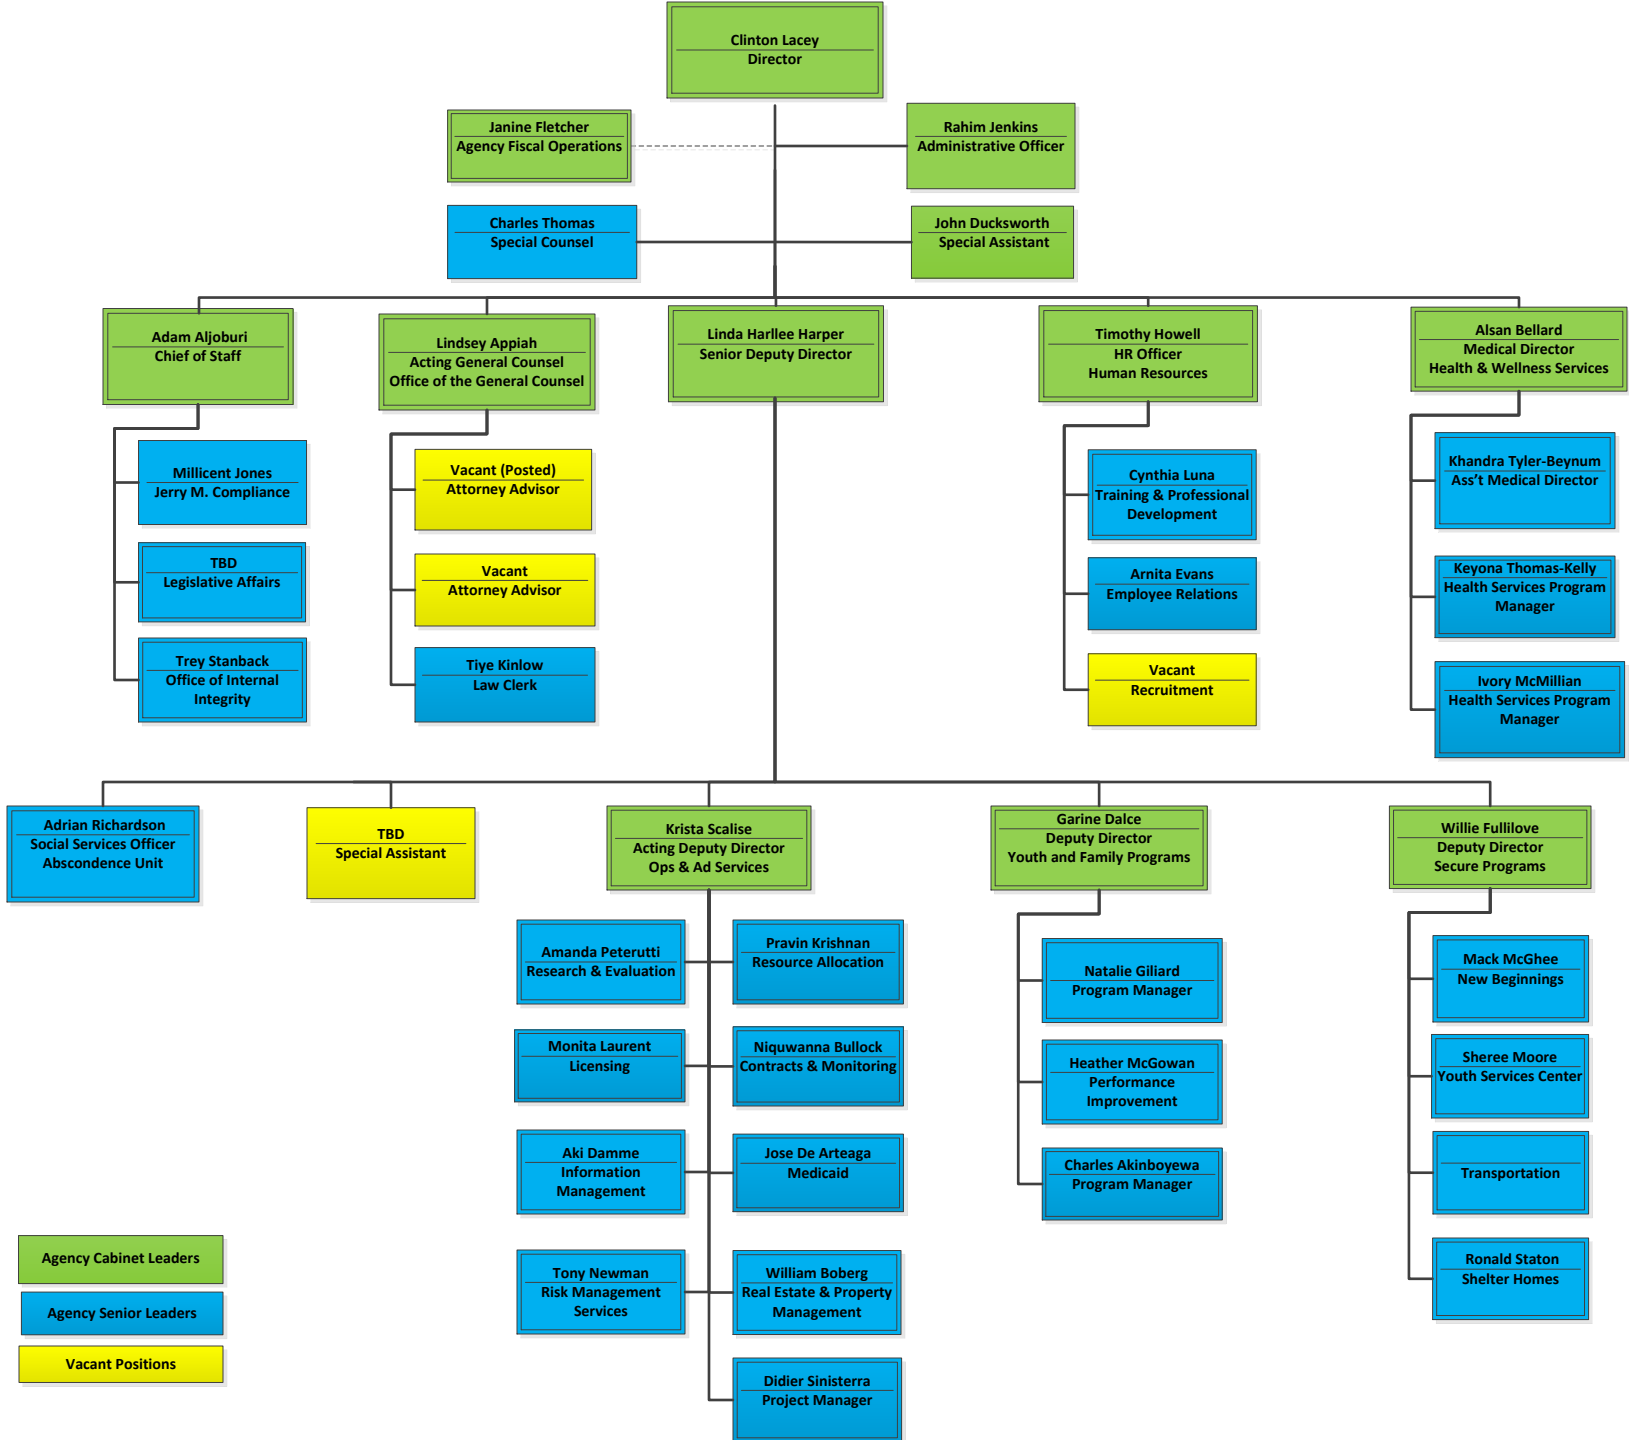 Clinton Lacey
Director
Janine Fletcher
Agency Fiscal Operations
Rahim Jenkins
Administrative Officer
Charles Thomas
Special Counsel
John Ducksworth
Special Assistant
Adam Aljoburi
Chief of Staff
Lindsey Appiah
Acting General Counsel
Office of the General Counsel
Linda Harllee Harper
Senior Deputy Director
Timothy Howell
HR Officer
Human Resources
Alsan Bellard
Medical Director
Health & Wellness Services
Millicent Jones
Jerry M. Compliance
TBD
Legislative Affairs
Trey Stanback
Office of Internal
Integrity
Vacant (Posted)
Attorney Advisor
Vacant
Attorney Advisor
Tiye Kinlow
Law Clerk
Cynthia Luna
Training & Professional
Development
Arnita Evans
Employee Relations
Vacant
Recruitment
Khandra Tyler-Beynum
Ass't Medical Director
Keyona Thomas-Kelly
Health Services Program
Manager
Ivory McMillian
Health Services Program
Manager
Adrian Richardson
Social Services Officer
Abscondence Unit
TBD
Special Assistant
Krista Scalise
Acting Deputy Director
Ops & Ad Services
Garine Dalce
Deputy Director
Youth and Family Programs
Willie Fullilove
Deputy Director
Secure Programs
Amanda Peterutti
Research & Evaluation
Pravin Krishnan
Resource Allocation
Monita Laurent
Licensing
Niquwanna Bullock
Contracts & Monitoring
Aki Damme
Information
Management
Jose De Arteaga
Medicaid
Tony Newman
Risk Management
Services
William Boberg
Real Estate & Property
Management
Didier Sinisterra
Project Manager
Natalie Giliard
Program Manager
Heather McGowan
Performance
Improvement
Charles Akinboyewa
Program Manager
Mack McGhee
New Beginnings
Sheree Moore
Youth Services Center
Transportation
Ronald Staton
Shelter Homes
Agency Cabinet Leaders
Agency Senior Leaders
Vacant Positions